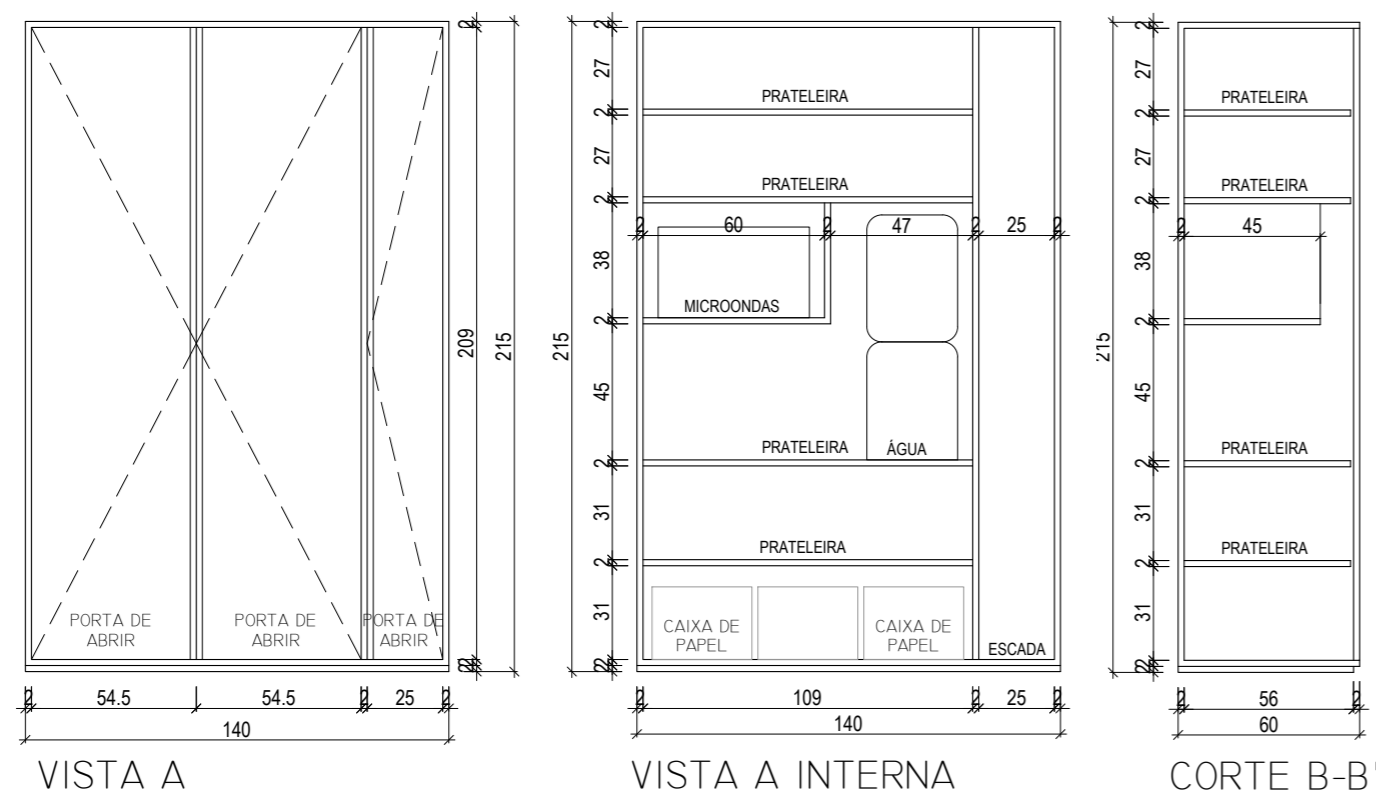 2
209
2 2
215
PORTA DE
ABRIR
PORTA DE
ABRIR
PORTA DE
ABRIR
2 54.5 54.5 2 25 2
140
VISTA A
215
2
27
2
27
2
38
2
45
2
31
2
31
2 2
PRATELEIRA
PRATELEIRA
2 60 2 47 2 25 2
MICROONDAS
PRATELEIRA
ÁGUA
PRATELEIRA
CAIXA DE
PAPEL
CAIXA DE
PAPEL
ESCADA
2 109 2 25 2
140
VISTA A INTERNA
215
2
27
2
27
2
38
2
45
2
31
2
31
2
PRATELEIRA
PRATELEIRA
2 45
PRATELEIRA
PRATELEIRA
2 56 2
60
CORTE B-B'